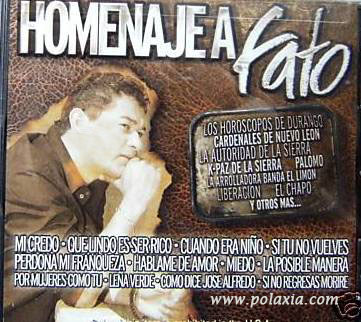 HOMENAJE A
Fato
LOS HOROSCOPOS DE DURANGO
CARDENALES DE NUEVO LEON
LA AUTORIDAD DE LA SIERRA
K-PAZ DE LA SIERRA PALOMO
LA ARROLLADORA BANDA EL LIMON
LIBERACION EL CHAPO
Y OTROS MAS...
MI CREDO • QUE LINDO ES SER RICO • CUANDO ERA NIÑO • SI TU NO VUELVES
PERDONA MI FRANQUEZA • HABLAME DE AMOR • MIEDO • LA POSIBLE MANERA
POR MUJERES COMO TU • LEÑA VERDE • COMO DICE JOSE ALFREDO • SI NO REGRESAS MORIRE
www.polaxia.com